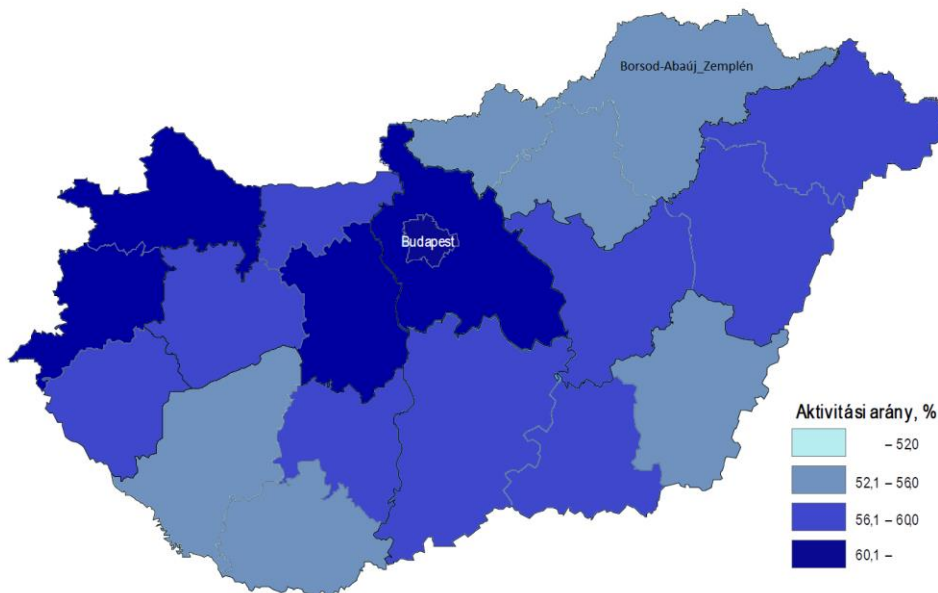 Borsod-Abaúj_Zemplén
Budapest
Aktivitási arány, %
– 52,0
52,1 – 56,0
56,1 – 60,0
60,1 –